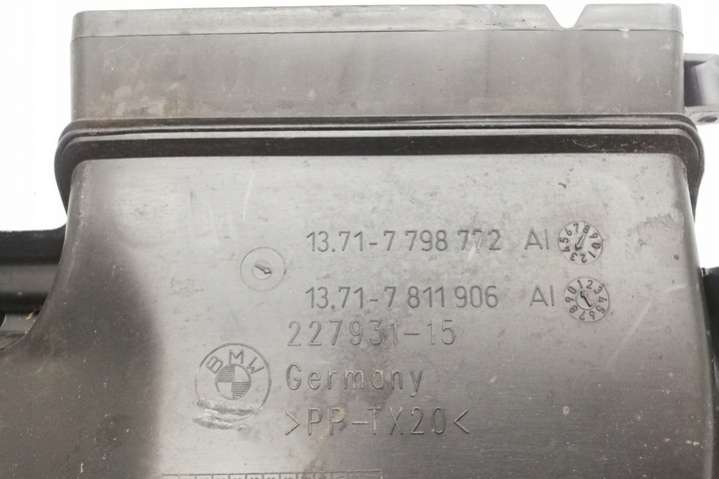 13.71-7 798 772 AI
13.71-7 811 906 AI
227931-15
BMW
Germany
>PP-TX20<